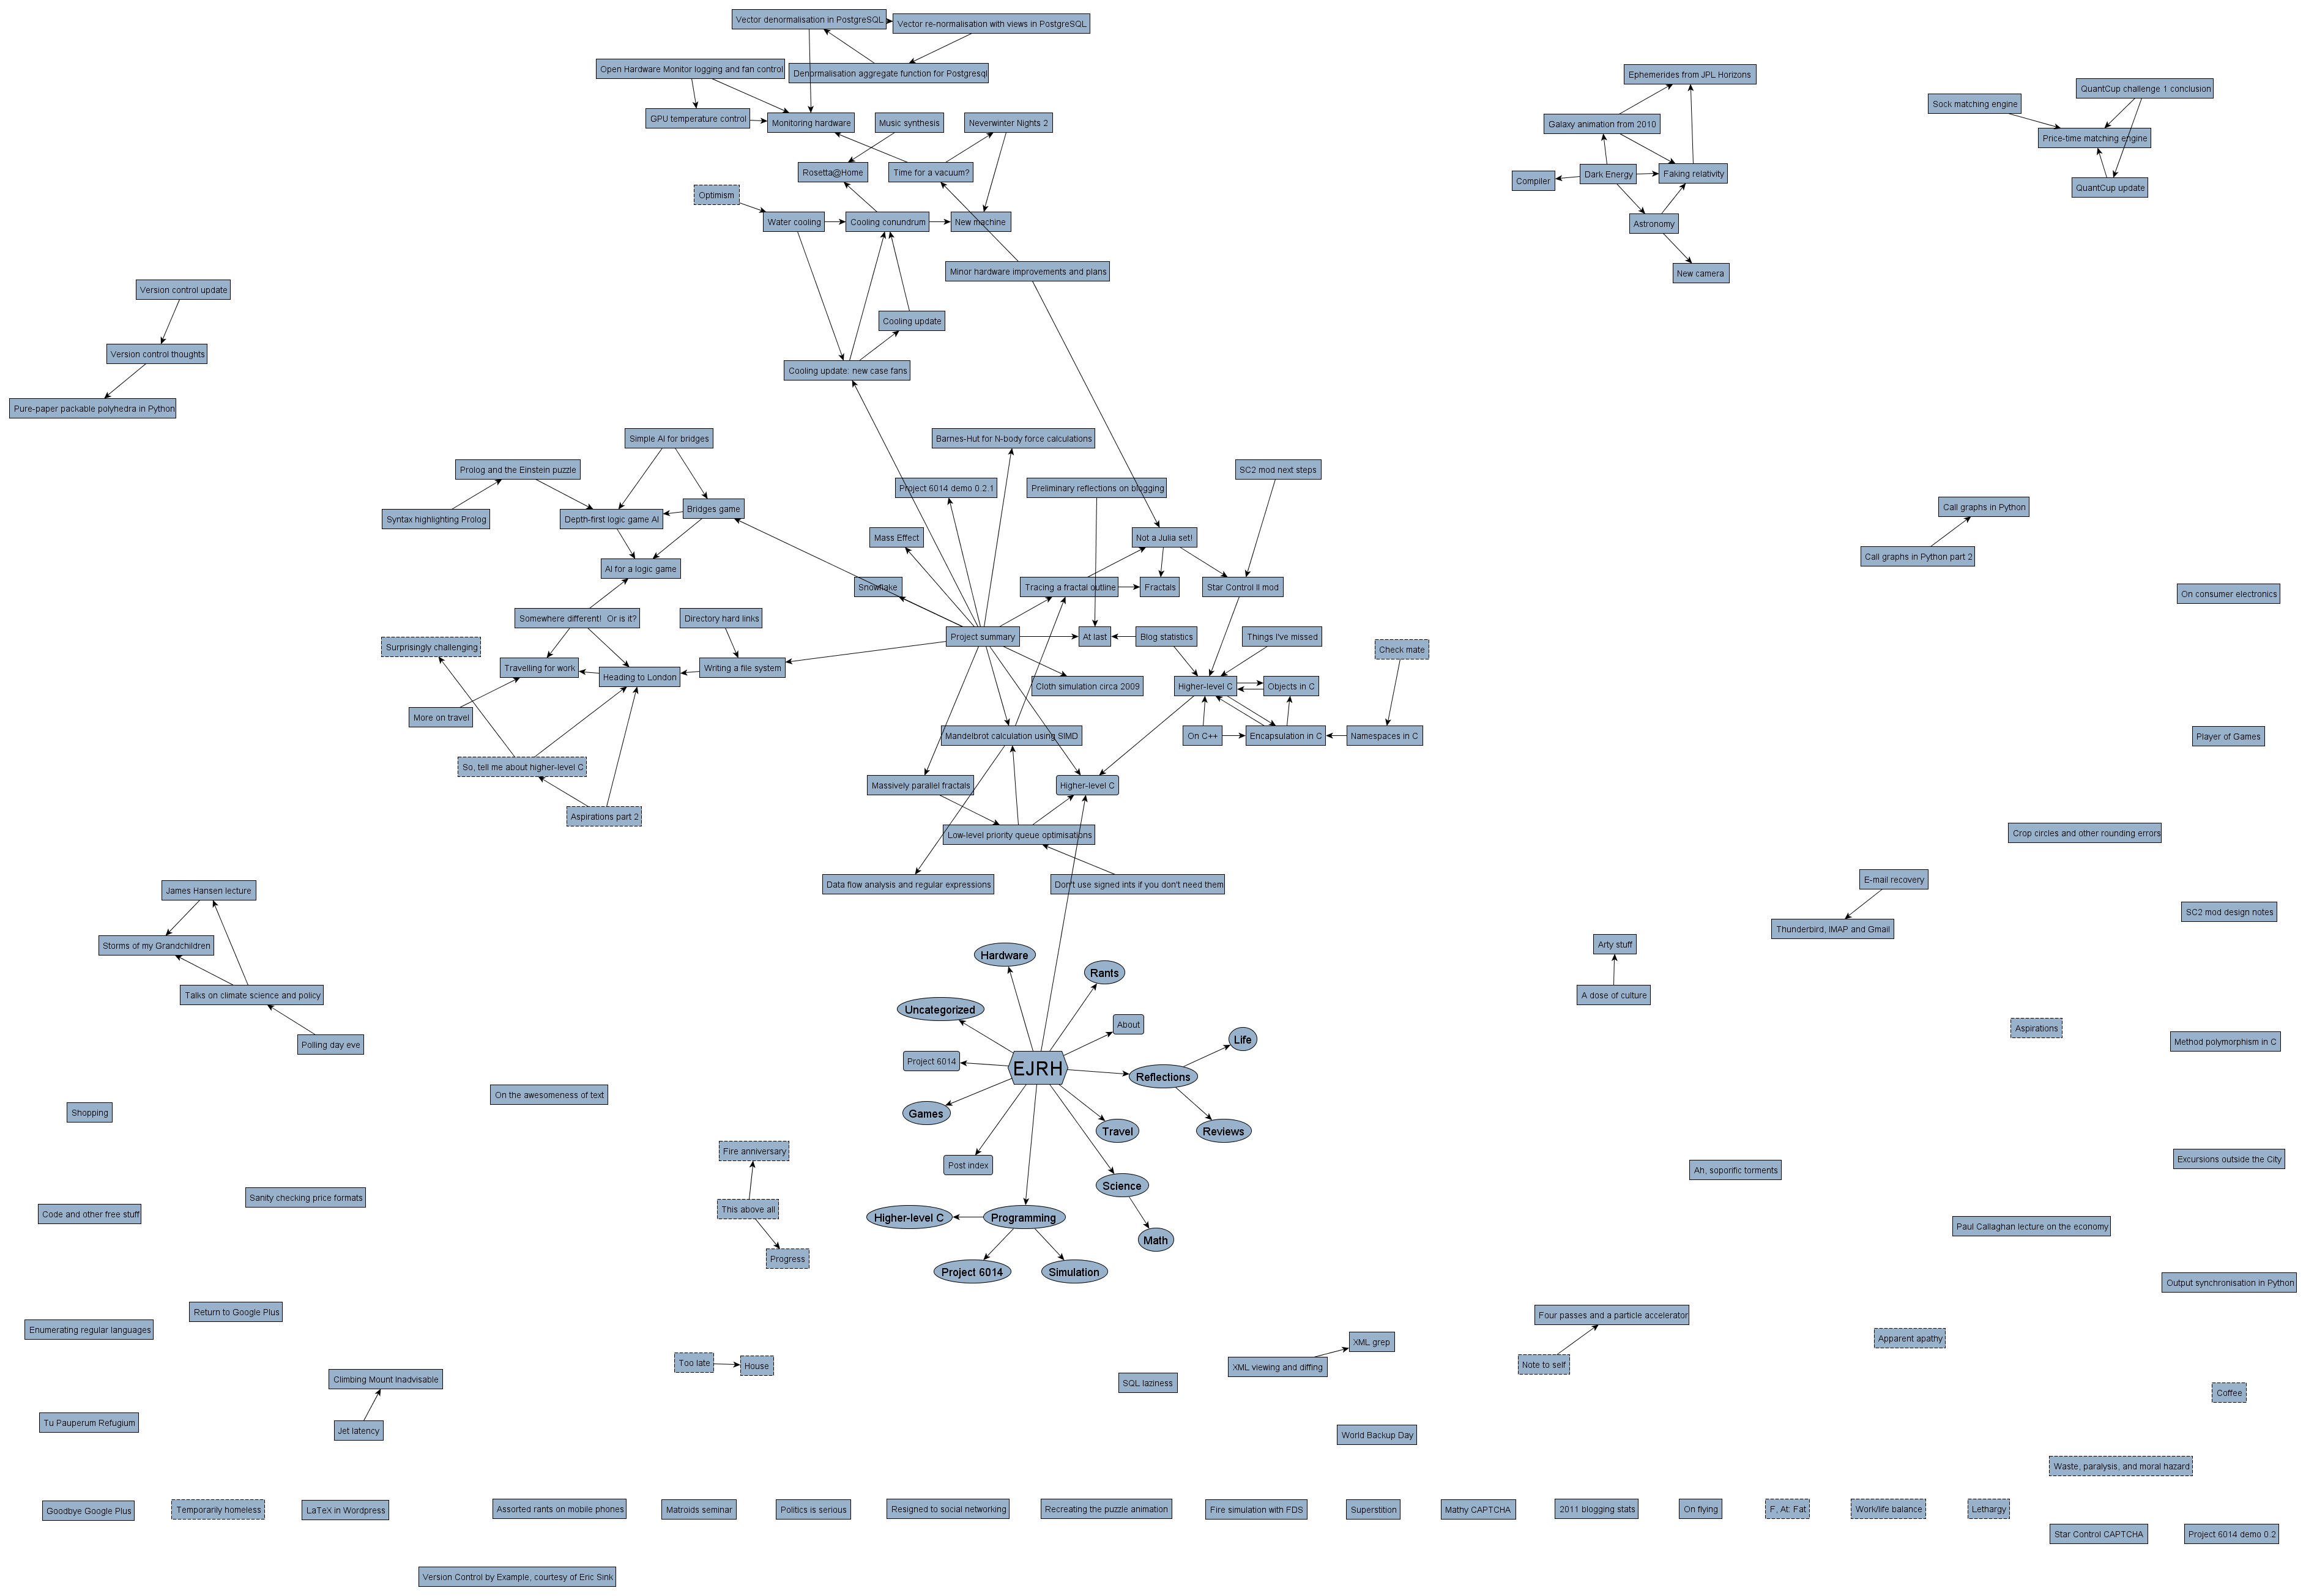 Vector denormalisation in PostgreSQL
Vector re-normalisation with views in PostgreSQL
Open Hardware Monitor logging and fan control
Denormalisation aggregate function for Postgresql
Ephemerides from JPL Horizons
QuantCup challenge 1 conclusion
Sock matching engine
GPU temperature control
Monitoring hardware
Music synthesis
Neverwinter Nights 2
Galaxy animation from 2010
Price-time matching engine
Rosetta@Home
Time for a vacuum?
Compiler
Dark Energy
Faking relativity
QuantCup update
Optimism
Water cooling
Cooling conundrum
New machine
Astronomy
Minor hardware improvements and plans
New camera
Version control update
Cooling update
Version control thoughts
Cooling update: new case fans
Pure-paper packable polyhedra in Python
Simple AI for bridges
Barnes-Hut for N-body force calculations
Prolog and the Einstein puzzle
SC2 mod next steps
Project 6014 demo 0.2.1
Preliminary reflections on blogging
Syntax highlighting Prolog
Depth-first logic game AI
Bridges game
Call graphs in Python
Mass Effect
Not a Julia set!
Call graphs in Python part 2
AI for a logic game
Snowflake
Tracing a fractal outline
Fractals
Star Control II mod
On consumer electronics
Somewhere different!  Or is it?
Directory hard links
Surprisingly challenging
Project summary
At last
Blog statistics
Things I've missed
Check mate
Travelling for work
Heading to London
Writing a file system
Cloth simulation circa 2009
Higher-level C
Objects in C
More on travel
Mandelbrot calculation using SIMD
On C++
Encapsulation in C
Namespaces in C
Player of Games
So, tell me about higher-level C
Massively parallel fractals
Higher-level C
Aspirations part 2
Low-level priority queue optimisations
Crop circles and other rounding errors
James Hansen lecture
Data flow analysis and regular expressions
Don't use signed ints if you don't need them
E-mail recovery
SC2 mod design notes
Storms of my Grandchildren
Thunderbird, IMAP and Gmail
Hardware
Arty stuff
Rants
Talks on climate science and policy
A dose of culture
Uncategorized
About
Aspirations
Polling day eve
Life
Method polymorphism in C
Project 6014
EJRH
Reflections
On the awesomeness of text
Shopping
Games
Travel
Reviews
Fire anniversary
Post index
Excursions outside the City
Ah, soporific torments
Science
Sanity checking price formats
This above all
Code and other free stuff
Higher-level C
Programming
Paul Callaghan lecture on the economy
Math
Progress
Project 6014
Simulation
Output synchronisation in Python
Return to Google Plus
Four passes and a particle accelerator
Enumerating regular languages
Apparent apathy
XML grep
Too late
House
XML viewing and diffing
Note to self
Climbing Mount Inadvisable
SQL laziness
Coffee
Tu Pauperum Refugium
Jet latency
World Backup Day
Waste, paralysis, and moral hazard
Goodbye Google Plus
Temporarily homeless
LaTeX in Wordpress
Assorted rants on mobile phones
Matroids seminar
Politics is serious
Resigned to social networking
Recreating the puzzle animation
Fire simulation with FDS
Superstition
Mathy CAPTCHA
2011 blogging stats
On flying
F, At: Fat
Work/life balance
Lethargy
Star Control CAPTCHA
Project 6014 demo 0.2
Version Control by Example, courtesy of Eric Sink